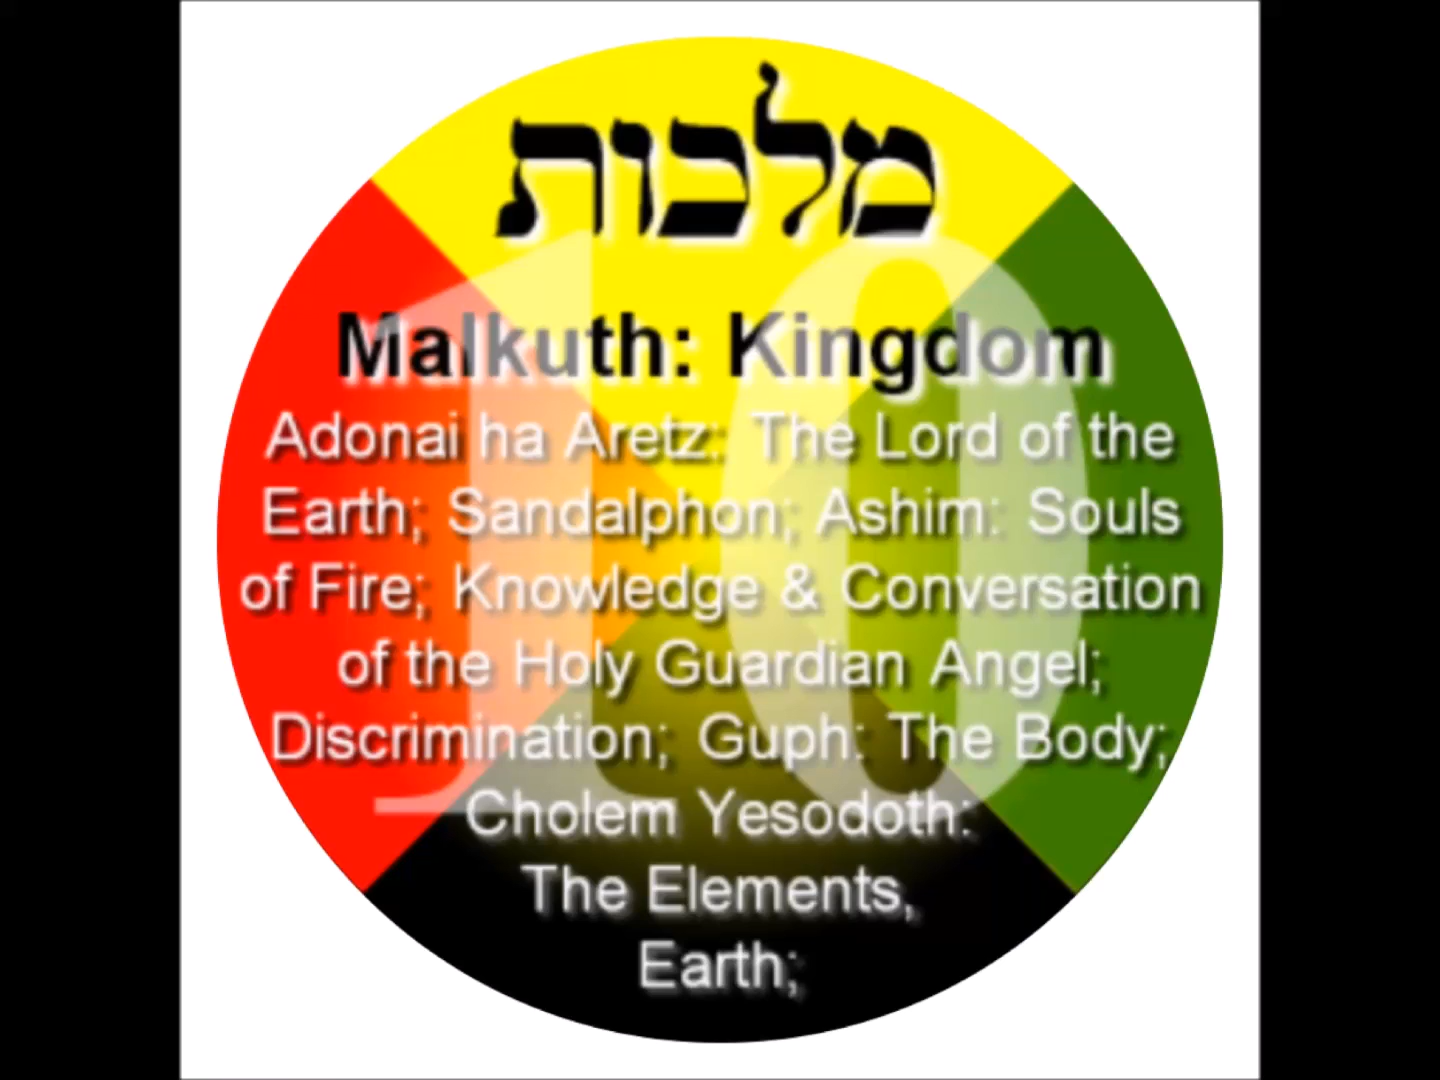 מלכות
10
Malkuth: Kingdom
Adonai ha Aretz: The Lord of the
Earth; Sandalphon; Ashim: Souls
of Fire; Knowledge & Conversation
of the Holy Guardian Angel;
Discrimination; Guph: The Body;
Cholem Yesodoth:
The Elements,
Earth;